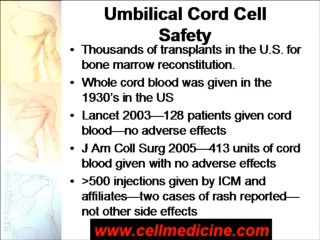 Umbilical Cord Cell
Safety
• Thousands of transplants in the U.S. for
bone marrow reconstitution.
• Whole cord blood was given in the
1930's in the US
• Lancet 2003—128 patients given cord
blood—no adverse effects
• J Am Coll Surg 2005—413 units of cord
blood given with no adverse effects
• >500 injections given by ICM and
affiliates—two cases of rash reported—
not other side effects
www.cellmedicine.com